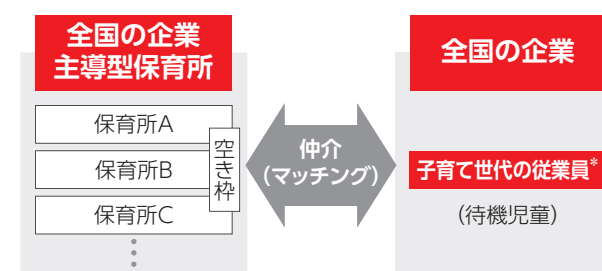 全国の企業
主導型保育所
保育所A
保育所B
保育所C
空き枠
仲介
(マッチング)
全国の企業
子育て世代の従業員*
(待機児童)